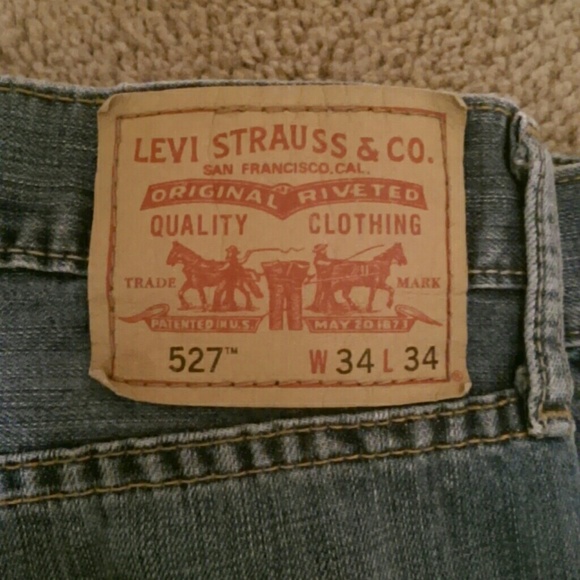 LEVI STRAUSS & CO.
SAN FRANCISCO, CAL.
ORIGINAL RIVETED
QUALITY CLOTHING
TRADE MARK
PATENTED IN U.S. MAY 20 1873
527™ W 34 L 34
®